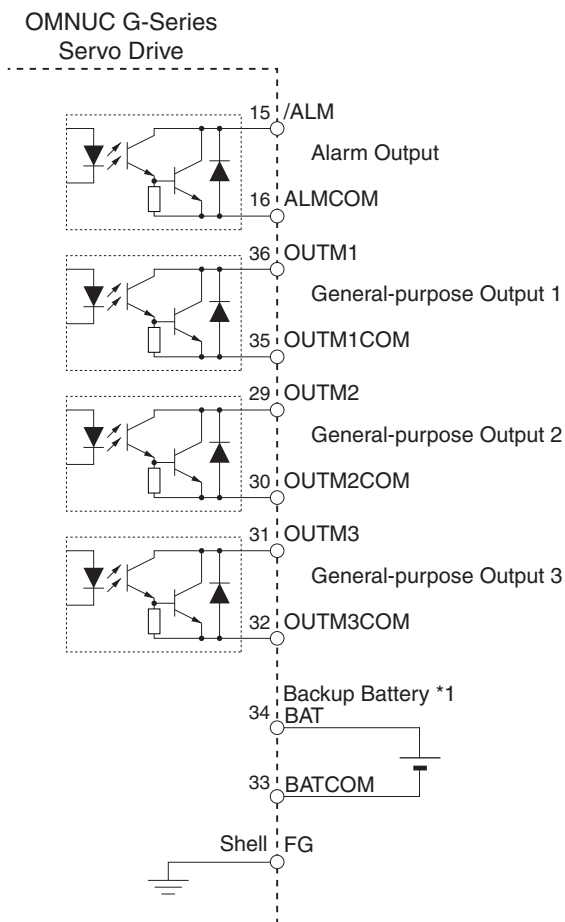 OMNUC G-Series
Servo Drive
15 /ALM
Alarm Output
16 ALMCOM
36 OUTM1
General-purpose Output 1
35 OUTM1COM
29 OUTM2
General-purpose Output 2
30 OUTM2COM
31 OUTM3
General-purpose Output 3
32 OUTM3COM
Backup Battery *1
34 BAT
33 BATCOM
Shell FG